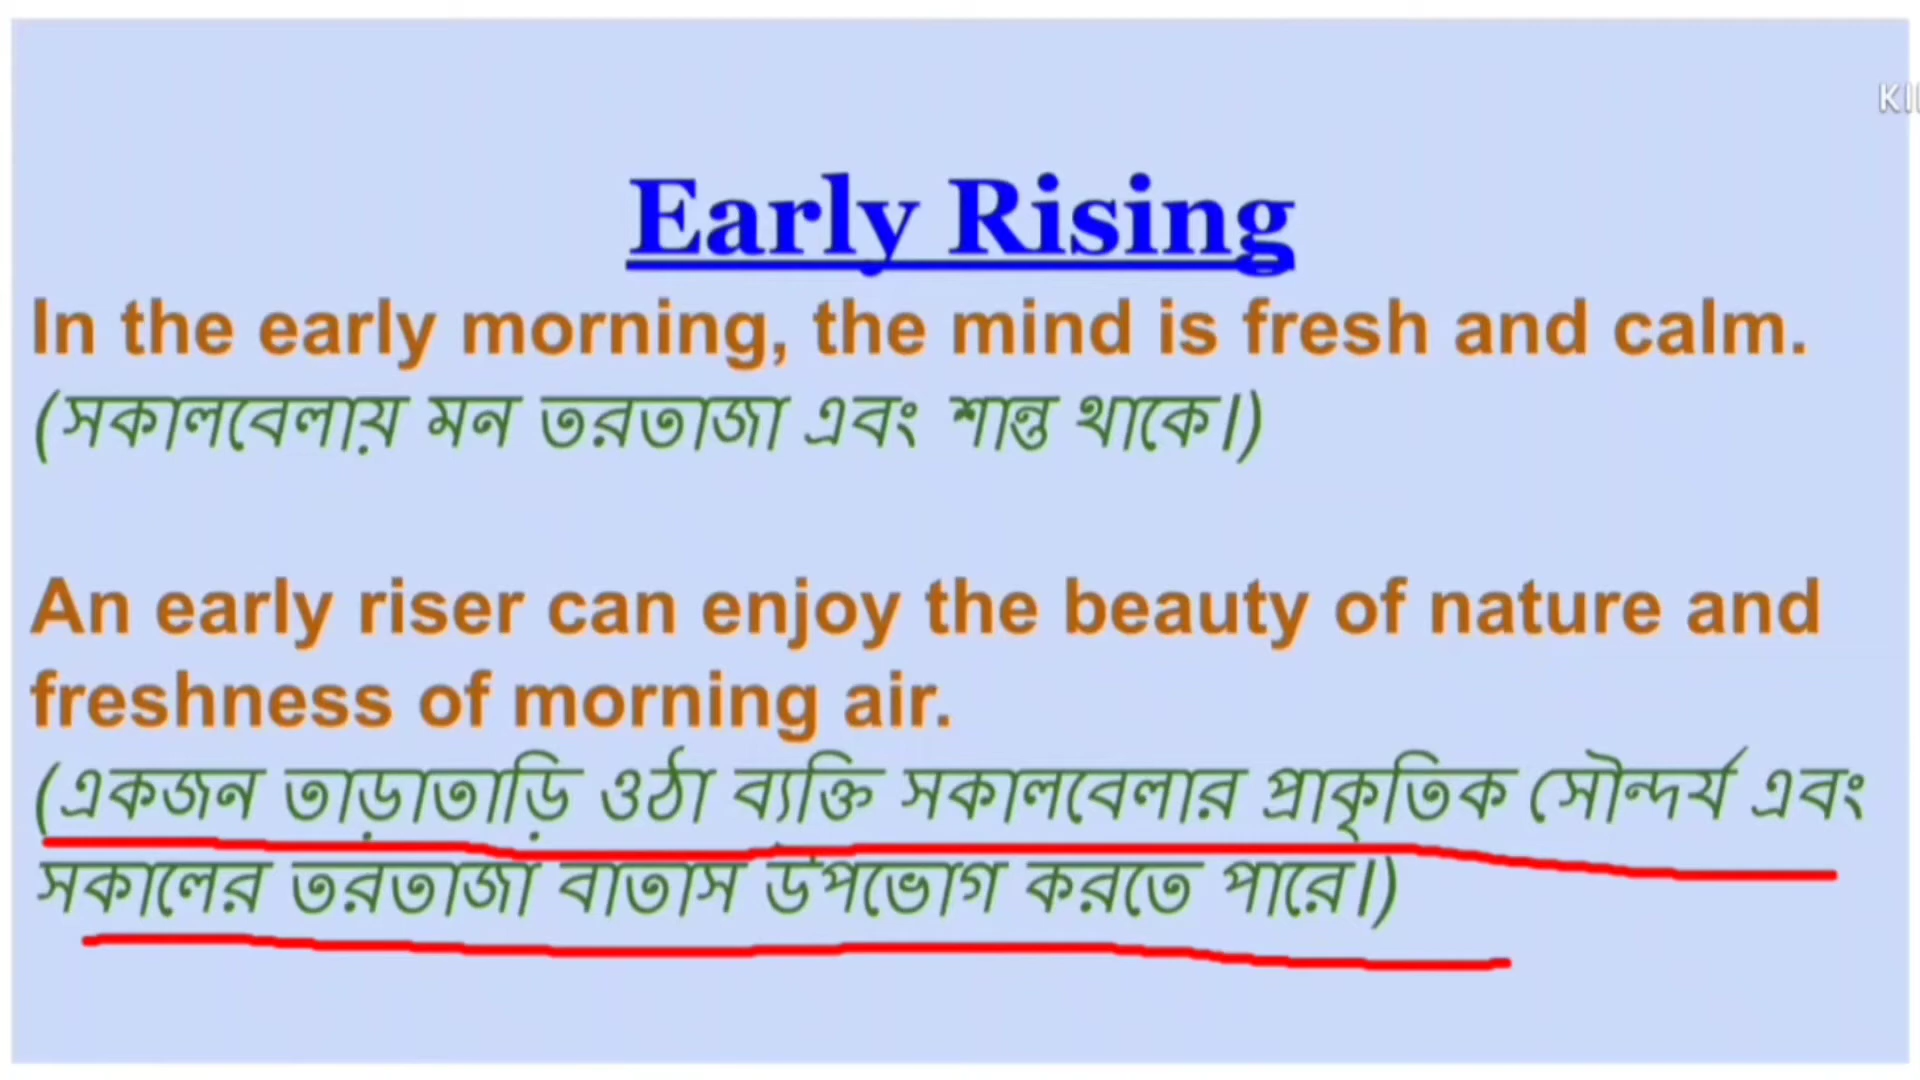 Early Rising
In the early morning, the mind is fresh and calm.
(সকালবেলায় মন তরতাজা এবং শান্ত থাকে।)
An early riser can enjoy the beauty of nature and
freshness of morning air.
(একজন তাড়াতাড়ি ওঠা ব্যক্তি সকালবেলার প্রাকৃতিক সৌন্দর্য এবং
সকালের তরতাজা বাতাস উপভোগ করতে পারে।)